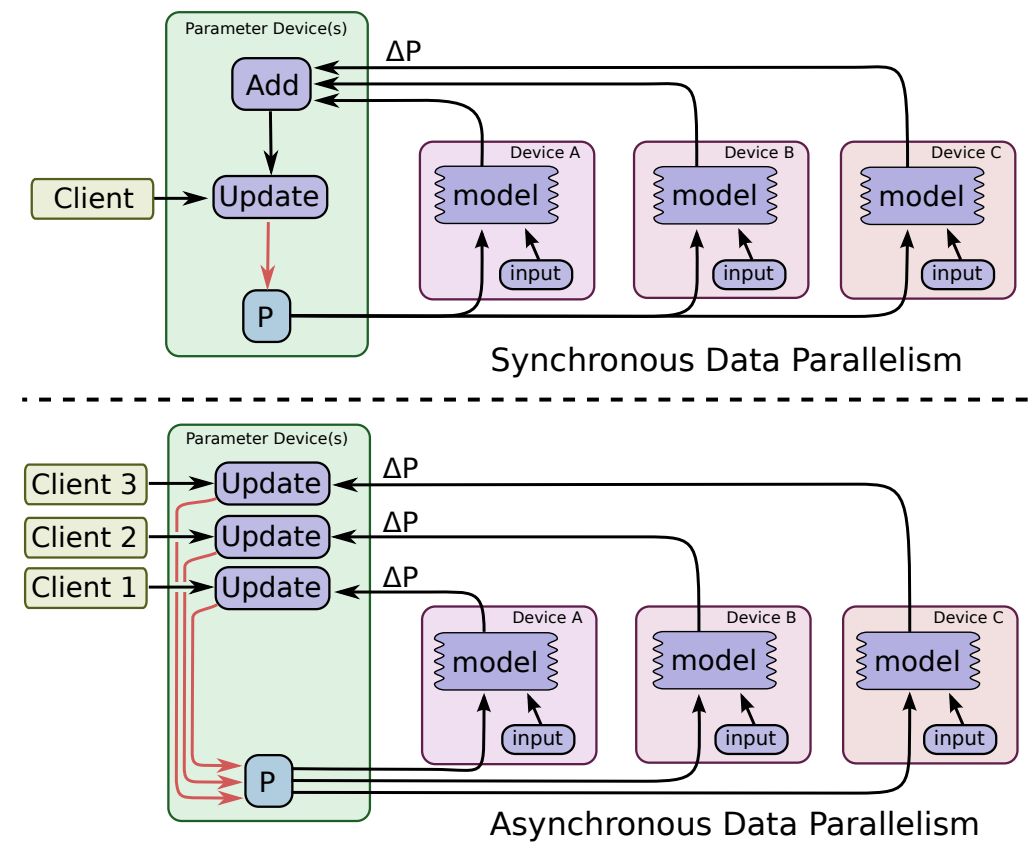 Parameter Device(s)
ΔP
Add
Device A
Device B
Device C
Client
Update
model
model
model
input
input
input
P
Synchronous Data Parallelism
Parameter Device(s)
Client 3
Update
ΔP
Client 2
Update
ΔP
Client 1
Update
ΔP
Device A
Device B
Device C
model
model
model
input
input
input
P
Asynchronous Data Parallelism